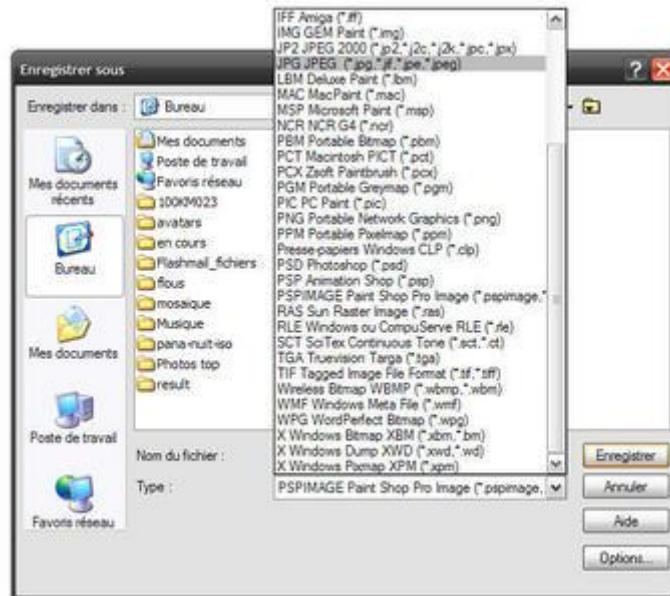 Enregistrer sous
Enregistrer dans :
Bureau
Mes documents récents
Bureau
Mes documents
Poste de travail
Favoris réseau
Mes documents
Poste de travail
Favoris réseau
100KM023
avatars
en cours
Flashmail_fichiers
flous
mosaique
Musique
pana-nuit-iso
Photos top
result
IFF Amiga (*.iff)
IMG GEM Paint (*.img)
JP2 JPEG 2000 (*.jp2,*.j2c,*.j2k,*.jpc,*.jpx)
JPG JPEG (*.jpg,*.jif,*.jpe,*.jpeg)
LBM Deluxe Paint (*.lbm)
MAC MacPaint (*.mac)
MSP Microsoft Paint (*.msp)
NCR NCR G4 (*.ncr)
PBM Portable Bitmap (*.pbm)
PCT Macintosh PICT (*.pct)
PCX Zsoft Paintbrush (*.pcx)
PGM Portable Greymap (*.pgm)
PIC PC Paint (*.pic)
PNG Portable Network Graphics (*.png)
PPM Portable Pixelmap (*.ppm)
Presse-papiers Windows CLP (*.clp)
PSD Photoshop (*.psd)
PSP Animation Shop (*.psp)
PSPIMAGE Paint Shop Pro Image (*.pspimage,*
RAS Sun Raster Image (*.ras)
RLE Windows ou CompuServe RLE (*.rle)
SCT SciTex Continuous Tone (*.sct,*.ct)
TGA Truevision Targa (*.tga)
TIF Tagged Image File Format (*.tif,*.tiff)
Wireless Bitmap WBMP (*.wbmp,*.wbm)
WMF Windows Meta File (*.wmf)
WPG WordPerfect Bitmap (*.wpg)
X Windows Bitmap XBM (*.xbm,*.bm)
X Windows Dump XWD (*.xwd,*.wd)
X Windows Pixmap XPM (*.xpm)
Nom du fichier :
Type :
PSPIMAGE Paint Shop Pro Image (*.pspimage,
Enregistrer
Annuler
Aide
Options...